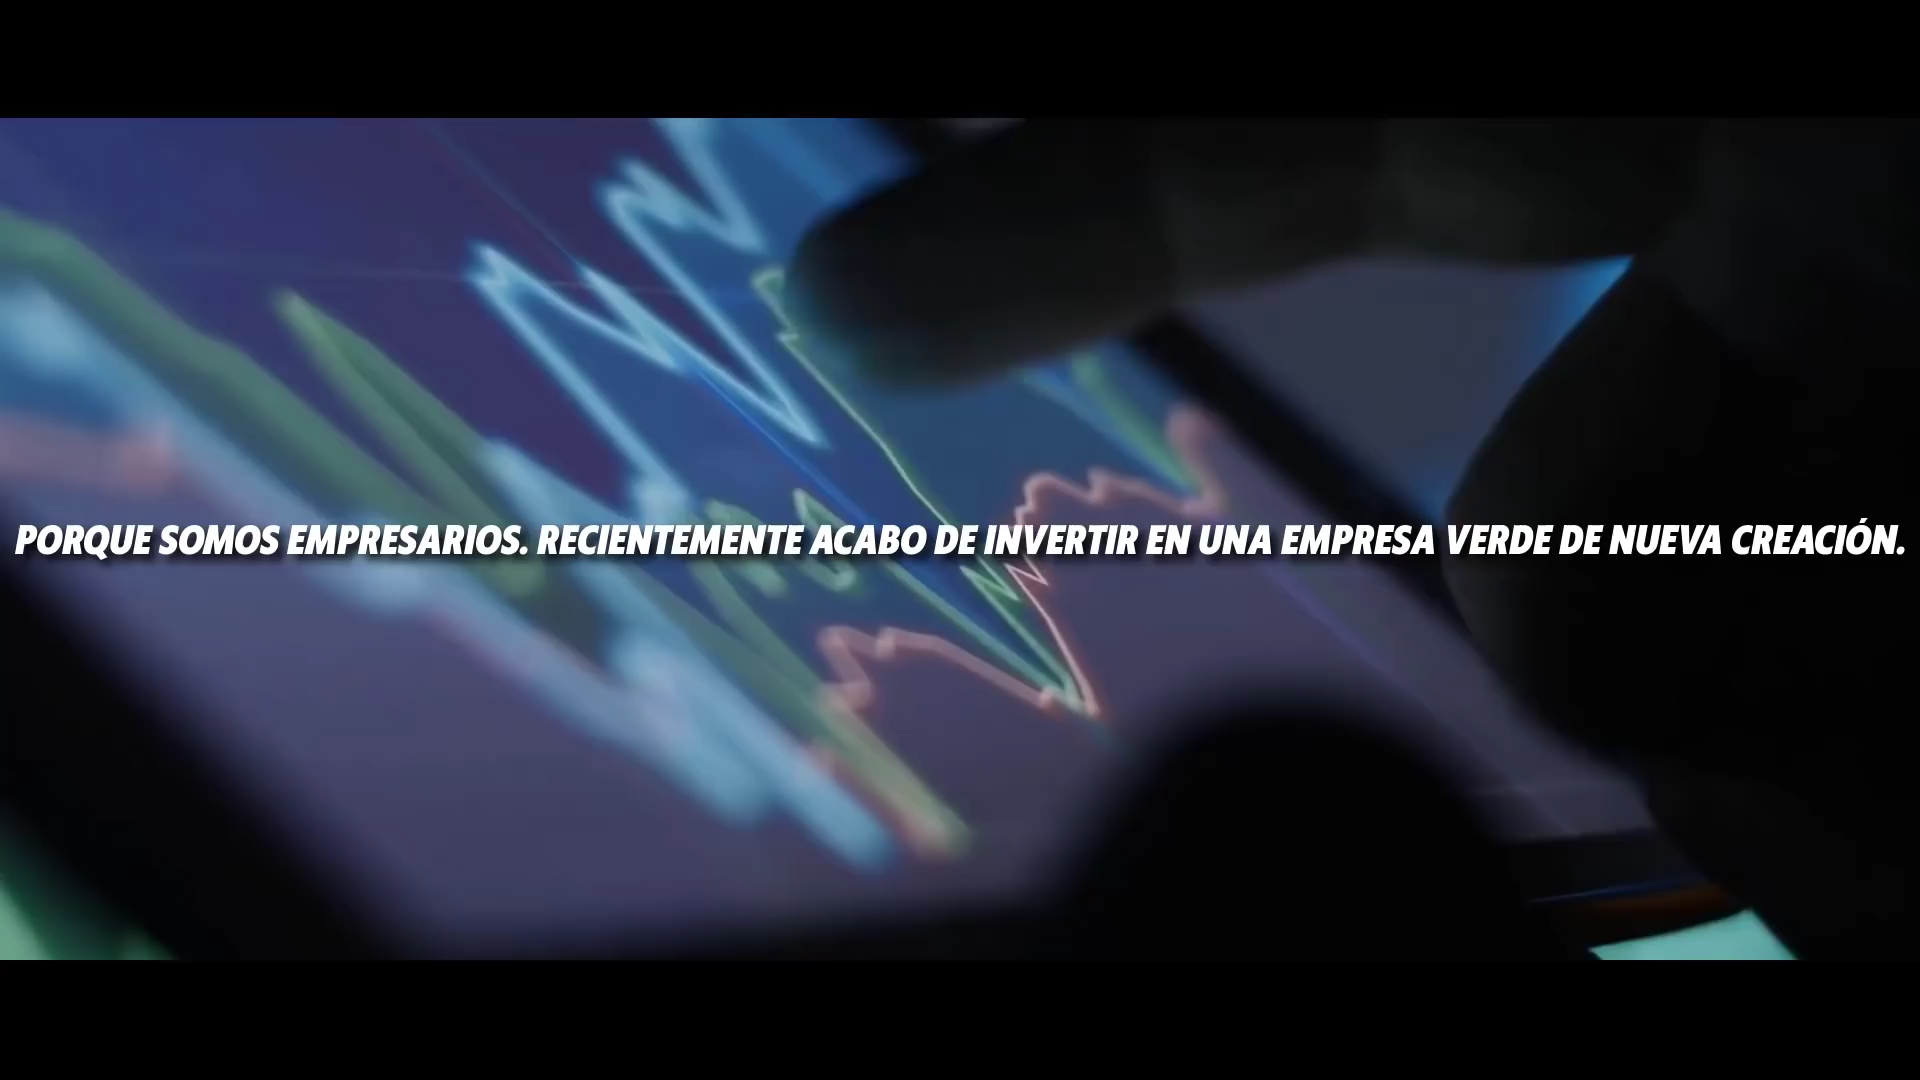 PORQUE SOMOS EMPRESARIOS. RECIENTEMENTE ACABO DE INVERTIR EN UNA EMPRESA VERDE DE NUEVA CREACIÓN.